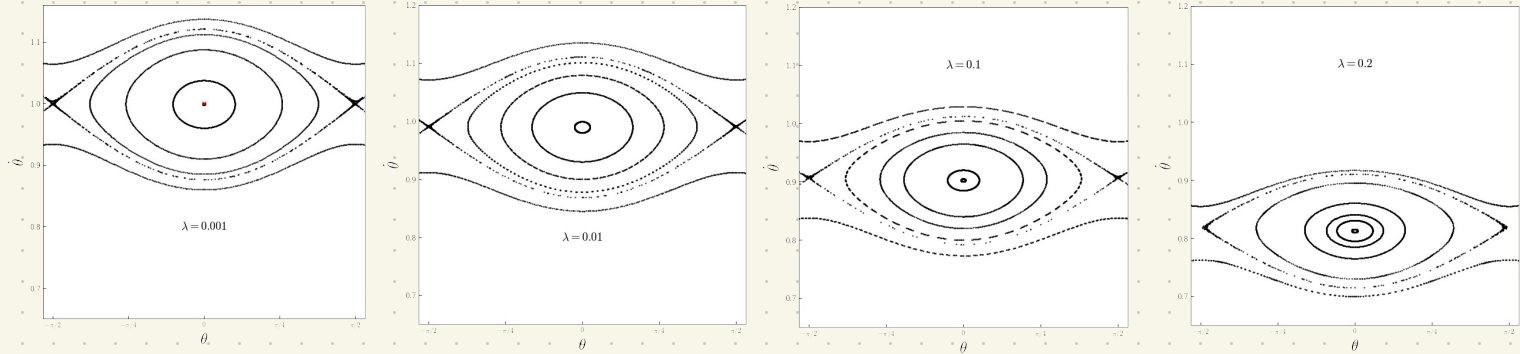 1.1
1.0
0.9
0.8
0.7
θ̇
-π/2
-π/4
0
π/4
π/2
θ
λ = 0.001
1.2
1.1
1.0
0.9
0.8
0.7
θ̇
-π/2
-π/4
0
π/4
π/2
θ
λ = 0.01
1.2
1.1
1.0
0.9
0.8
0.7
θ̇
-π/2
-π/4
0
π/4
π/2
θ
λ = 0.1
1.2
1.1
1.0
0.9
0.8
0.7
θ̇
-π/2
-π/4
0
π/4
π/2
θ
λ = 0.2